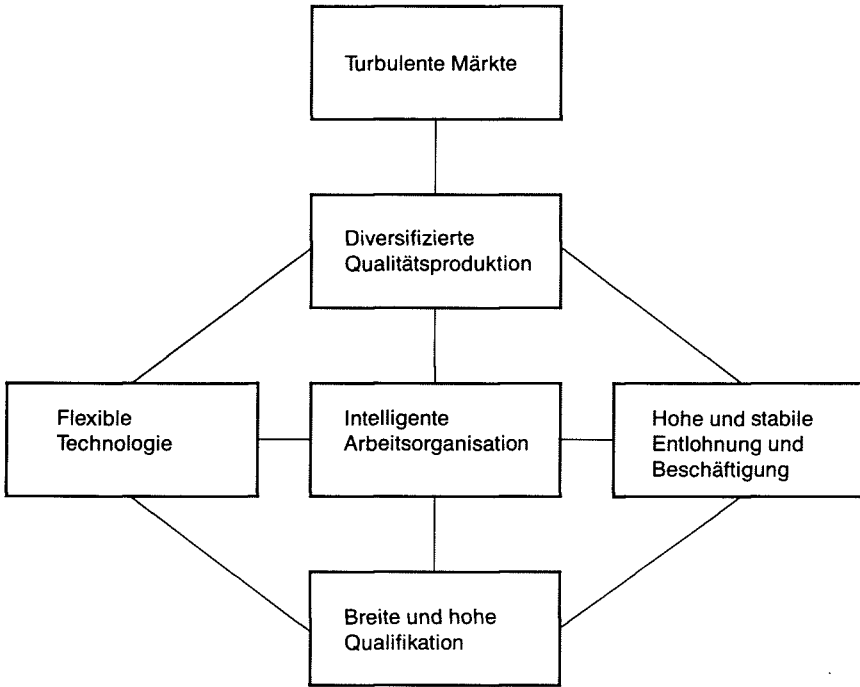 Turbulente Märkte
Diversifizierte
Qualitätsproduktion
Flexible
Technologie
Intelligente
Arbeitsorganisation
Hohe und stabile
Entlohnung und
Beschäftigung
Breite und hohe
Qualifikation